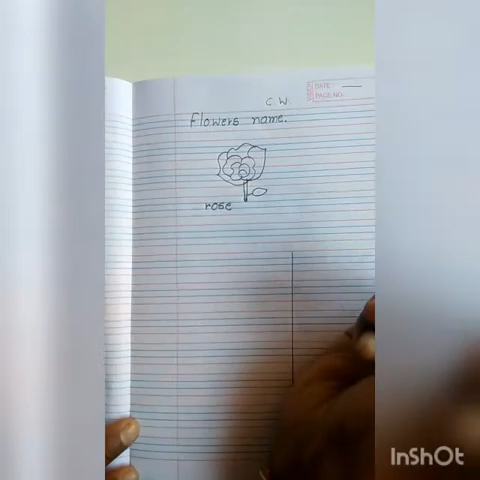 C W.
DATE:
PAGE NO.:
Flowers name.
rose
InShOt